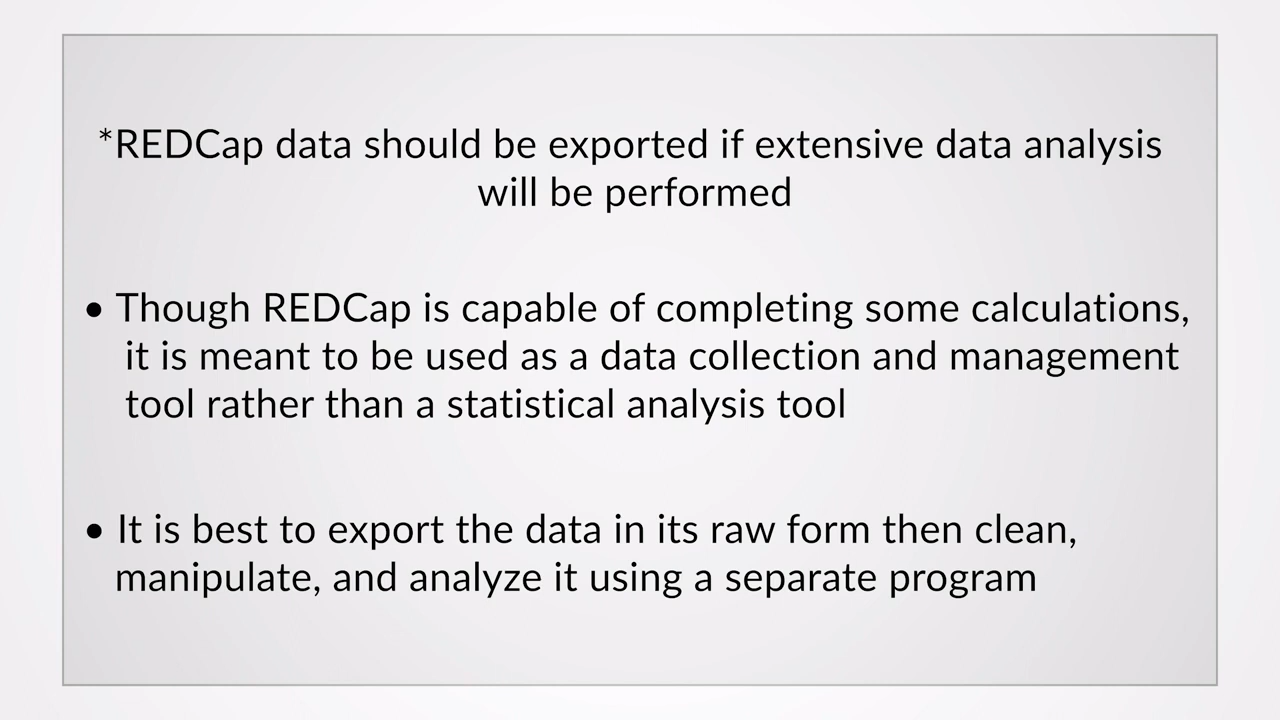 *REDCap data should be exported if extensive data analysis
will be performed
• Though REDCap is capable of completing some calculations,
it is meant to be used as a data collection and management
tool rather than a statistical analysis tool
• It is best to export the data in its raw form then clean,
manipulate, and analyze it using a separate program